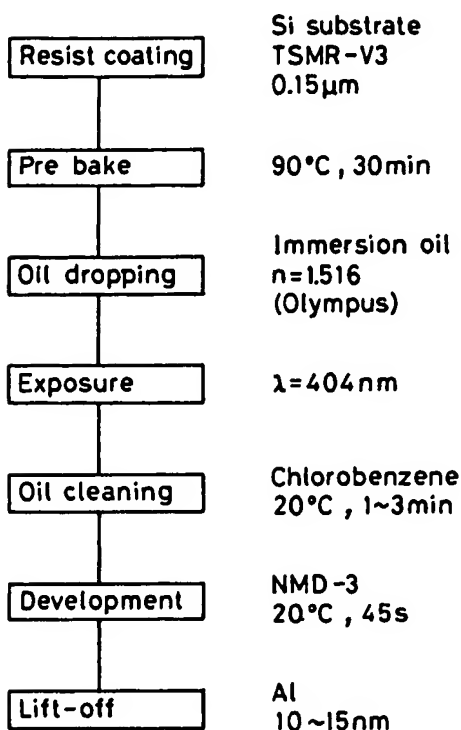 Resist coating
Si substrate
TSMR-V3
0.15μm
Pre bake
90°C, 30min
Oil dropping
Immersion oil
n=1.516
(Olympus)
Exposure
λ=404nm
Oil cleaning
Chlorobenzene
20°C, 1~3min
Development
NMD-3
20°C, 45s
Lift-off
Al
10~15nm